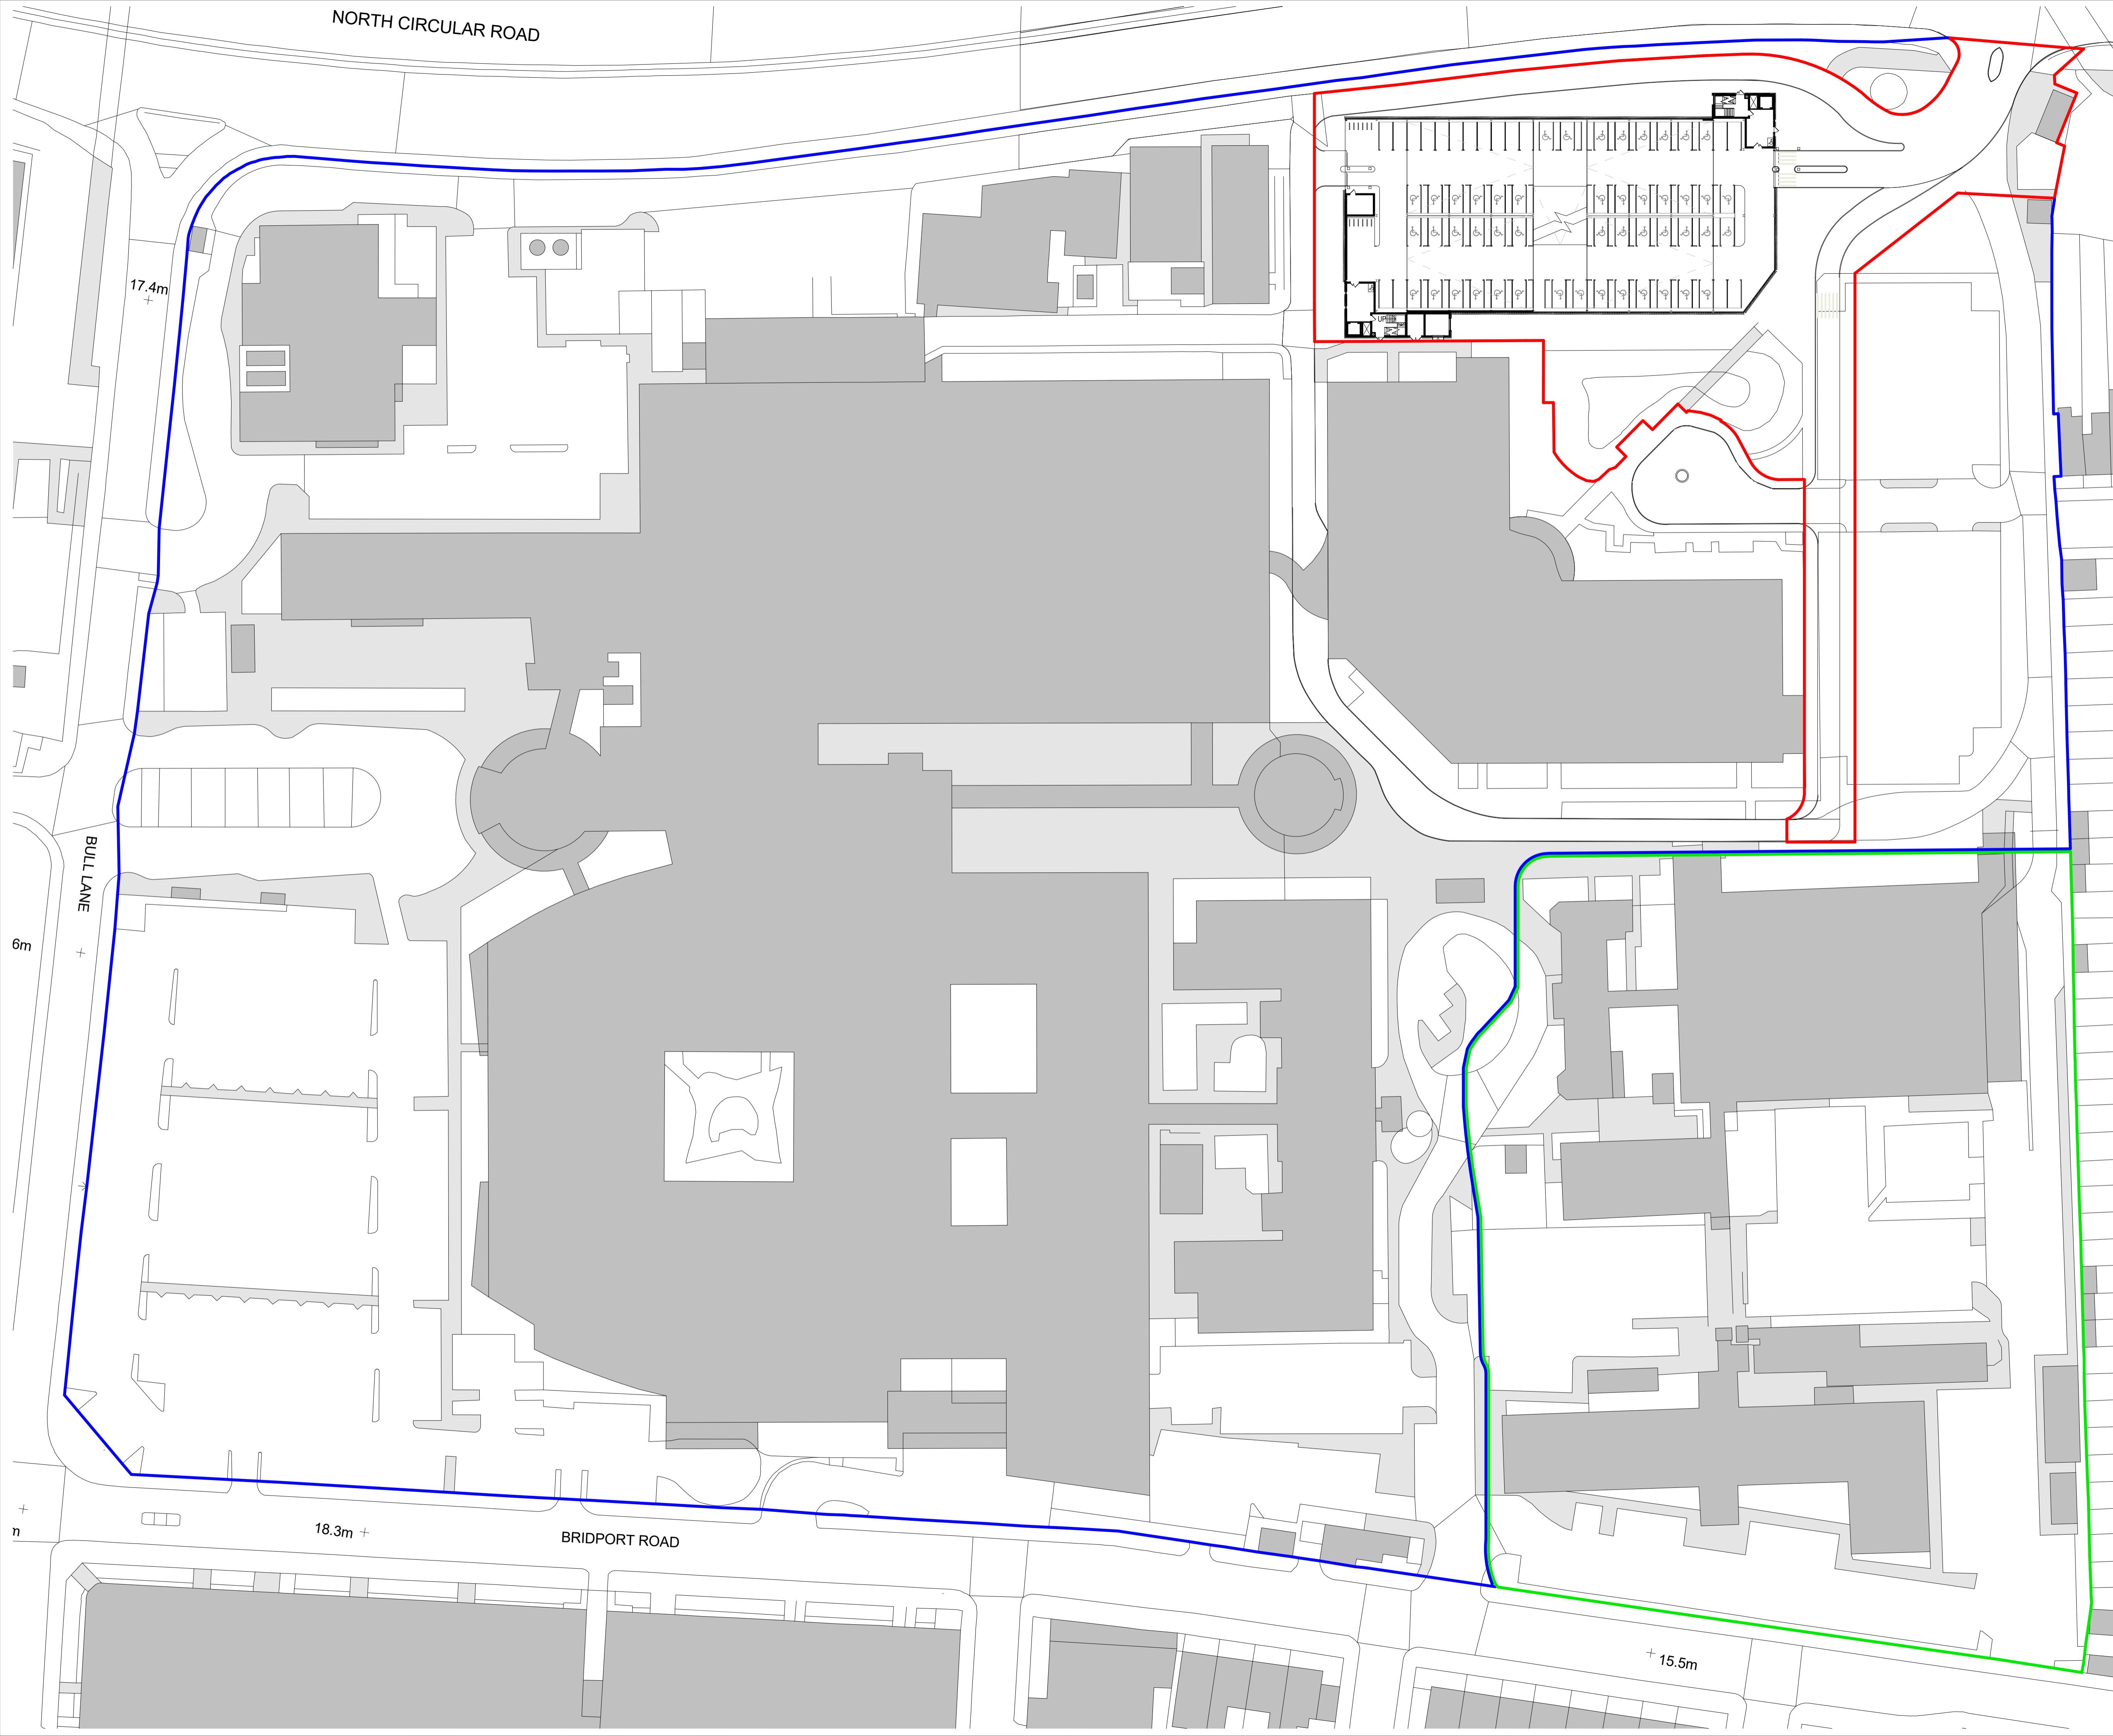 NORTH CIRCULAR ROAD
17.4m
UP
BULL LANE
6m
18.3m
BRIDPORT ROAD
m
15.5m